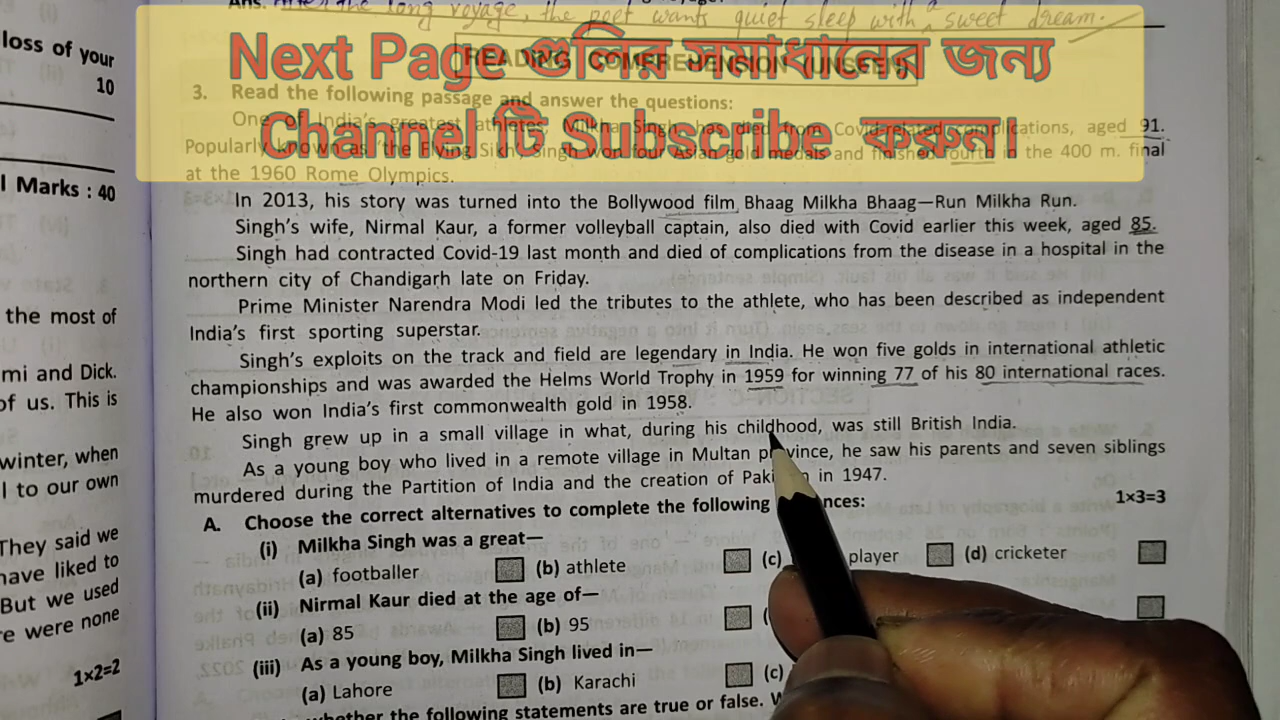 Ans. After the long voyage, the poet wants quiet sleep with a sweet dream.
Next Page গুলির সমাধানের জন্য
Channel টি Subscribe করুন।
READING COMPREHENSION (UNSEEN)
3. Read the following passage and answer the questions:
One of India's greatest athletes, Milkha Singh has died from Covid-related complications, aged 91.
Popularly known as 'the Flying Sikh', Singh won four Asian gold medals and finished fourth in the 400 m. final
at the 1960 Rome Olympics.
In 2013, his story was turned into the Bollywood film Bhaag Milkha Bhaag—Run Milkha Run.
Singh's wife, Nirmal Kaur, a former volleyball captain, also died with Covid earlier this week, aged 85.
Singh had contracted Covid-19 last month and died of complications from the disease in a hospital in the
northern city of Chandigarh late on Friday.
Prime Minister Narendra Modi led the tributes to the athlete, who has been described as independent
India's first sporting superstar.
Singh's exploits on the track and field are legendary in India. He won five golds in international athletic
championships and was awarded the Helms World Trophy in 1959 for winning 77 of his 80 international races.
He also won India's first commonwealth gold in 1958.
Singh grew up in a small village in what, during his childhood, was still British India.
As a young boy who lived in a remote village in Multan province, he saw his parents and seven siblings
murdered during the Partition of India and the creation of Pakistan in 1947.
A. Choose the correct alternatives to complete the following 1×3=3
(i) Milkha Singh was a great—
(a) footballer (b) athlete (c) player (d) cricketer
(ii) Nirmal Kaur died at the age of—
(a) 85 (b) 95
(iii) As a young boy, Milkha Singh lived in—
(a) Lahore (b) Karachi (c)
whether the following statements are true or false.
loss of your
10
l Marks : 40
the most of
mi and Dick.
of us. This is
winter, when
l to our own
They said we
have liked to
But we used
re were none
1×2=2